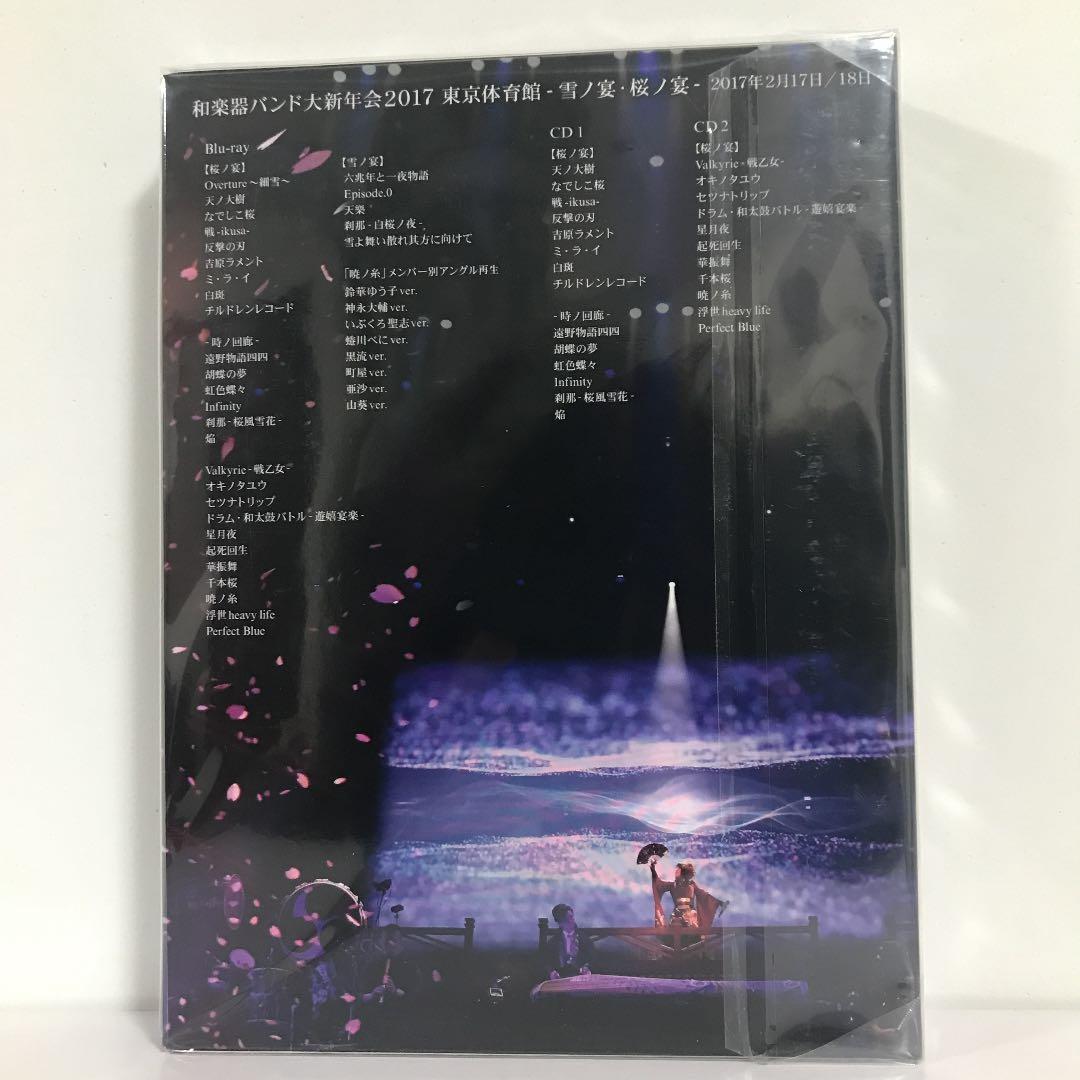 和楽器バンド大新年会2017 東京体育館 - 雪ノ宴・桜ノ宴 - 2017年2月17日／18日
Blu-ray
【桜ノ宴】
Overture～細雪～
天ノ大樹
なでしこ桜
戦-ikusa-
反撃の刃
吉原ラメント
ミ・ラ・イ
白斑
チルドレンレコード
- 時ノ回廊 -
遠野物語四四
胡蝶の夢
虹色蝶々
Infinity
刹那 - 桜風雪花 -
焔
Valkyrie - 戦乙女-
オキノタユウ
セツナトリップ
ドラム・和太鼓バトル - 遊嬉宴楽 -
星月夜
起死回生
華振舞
千本桜
暁ノ糸
浮世heavy life
Perfect Blue
【雪ノ宴】
六兆年と一夜物語
Episode.0
天樂
刹那 - 白桜ノ夜 -
雪よ舞い散れ其方に向けて
「暁ノ糸」メンバー別アングル再生
鈴華ゆう子ver.
神永大輔ver.
いぶくろ聖志ver.
蜷川べにver.
黒流ver.
町屋ver.
亜沙ver.
山葵ver.
CD 1
【桜ノ宴】
天ノ大樹
なでしこ桜
戦 -ikusa-
反撃の刃
吉原ラメント
ミ・ラ・イ
白斑
チルドレンレコード
- 時ノ回廊 -
遠野物語四四
胡蝶の夢
虹色蝶々
Infinity
刹那 - 桜風雪花 -
焔
CD 2
【桜ノ宴】
Valkyrie - 戦乙女-
オキノタユウ
セツナトリップ
ドラム・和太鼓バトル - 遊嬉宴楽 -
星月夜
起死回生
華振舞
千本桜
暁ノ糸
浮世heavy life
Perfect Blue